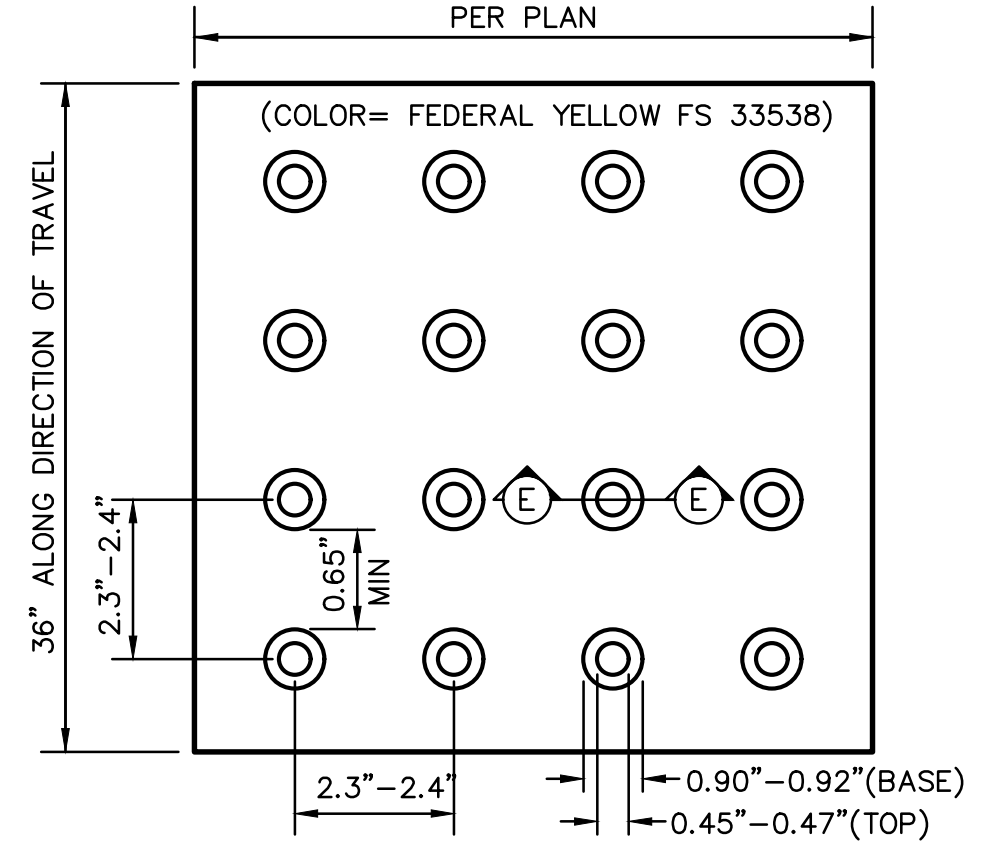 PER PLAN
(COLOR= FEDERAL YELLOW FS 33538)
36" ALONG DIRECTION OF TRAVEL
E E
2.3"-2.4"
0.65"
MIN
2.3"-2.4"
0.90"-0.92"(BASE)
0.45"-0.47"(TOP)